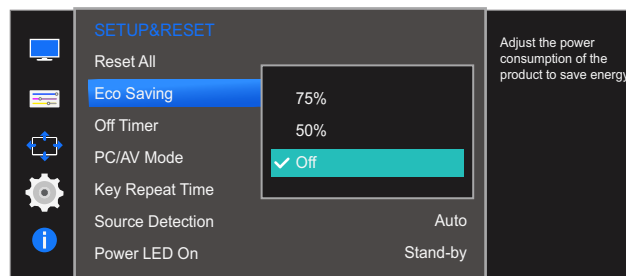 SETUP&RESET
Reset All
Eco Saving
Off Timer
PC/AV Mode
Key Repeat Time
Source Detection Auto
Power LED On Stand-by
75%
50%
Off
Adjust the power
consumption of the
product to save energy